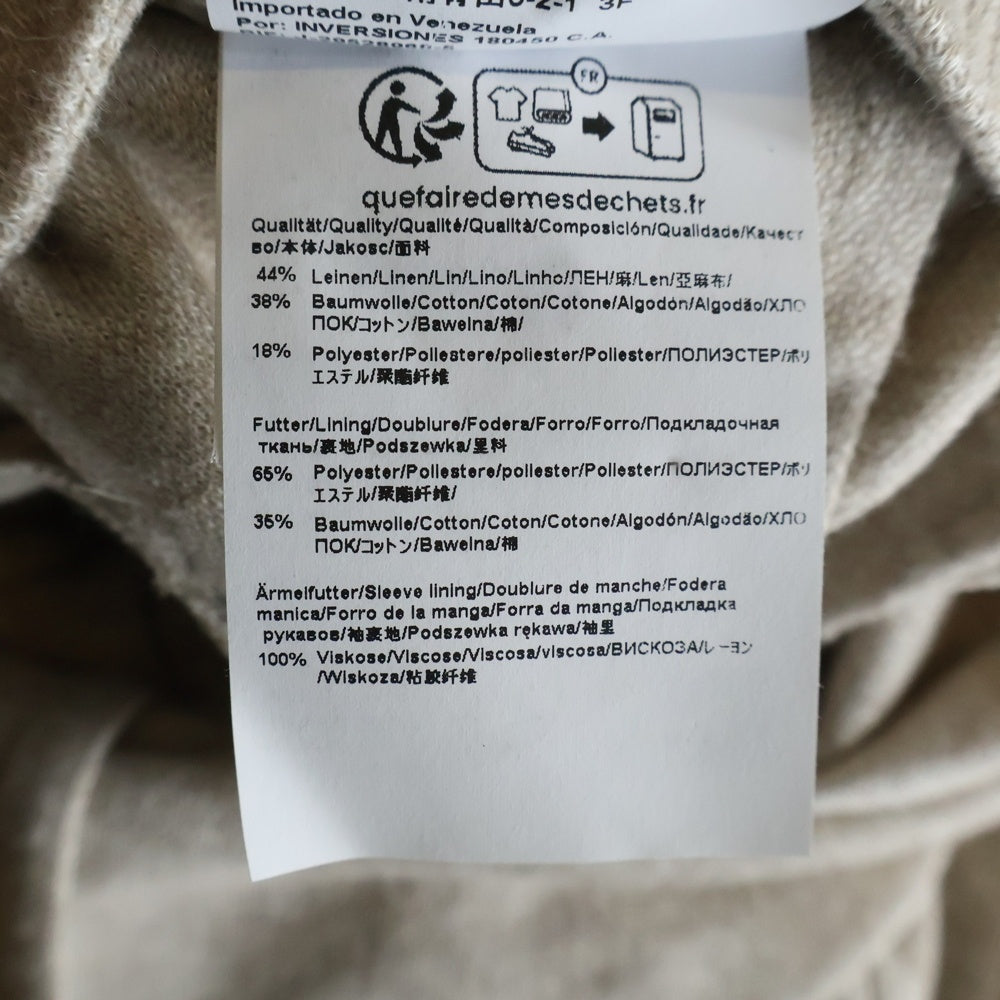 3F
Importado en Venezuela
Por: INVERSIONES 180450 C.A.
FR
quefairedemesdechets.fr
Qualität/Quality/Qualité/Qualità/Composición/Qualidade/Качест
во/本体/Jakosc/面料
44% Leinen/Linen/Lin/Lino/Linho/ЛЕН/麻/Len/亞麻布/
38% Baumwolle/Cotton/Coton/Cotone/Algodón/Algodão/ХЛО
ПОК/コットン/Bawelna/棉/
18% Polyester/Poliestere/poliester/Poliester/ПОЛИЭСТЕР/ポリ
エステル/聚酯纤维
Futter/Lining/Doublure/Fodera/Forro/Forro/Подкладочная
ткань/裏地/Podszewka/里料
65% Polyester/Poliestere/poliester/Poliester/ПОЛИЭСТЕР/ポリ
エステル/聚酯纤维/
35% Baumwolle/Cotton/Coton/Cotone/Algodón/Algodão/ХЛО
ПОК/コットン/Bawelna/棉
Ärmelfutter/Sleeve lining/Doublure de manche/Fodera
manica/Forro de la manga/Forra da manga/Подкладка
рукавов/袖裏地/Podszewka rękawa/袖里
100% Viskose/Viscose/Viscosa/viscosa/ВИСКОЗА/レーヨン
/Wiskoza/粘胶纤维